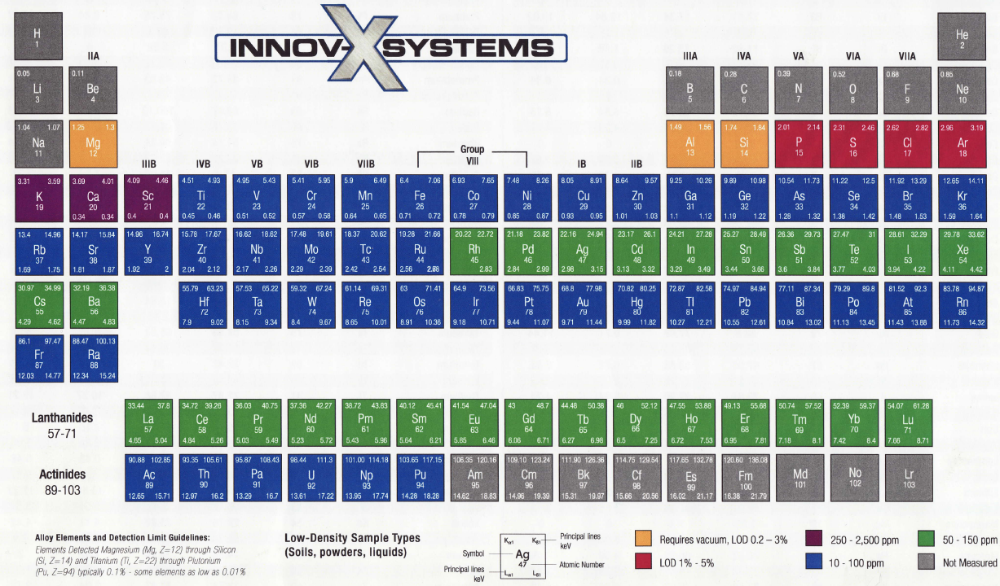 INNOV-X SYSTEMS
H
1
He
2
IIA
IIIA IVA VA VIA VIIA
0.05
Li
3
0.11
Be
4
0.18
B
5
0.28
C
6
0.39
N
7
0.52
O
8
0.68
F
9
0.85
Ne
10
1.04 1.07
Na
11
1.25 1.3
Mg
12
1.49 1.56
Al
13
1.74 1.84
Si
14
2.01 2.14
P
15
2.31 2.46
S
16
2.62 2.82
Cl
17
2.96 3.19
Ar
18
Group
VIII
IIIB IVB VB VIB VIIB IB IIB
3.31 3.59
K
19
3.69 4.01
Ca
20
0.34 0.34
4.09 4.46
Sc
21
0.4 0.4
4.51 4.93
Ti
22
0.45 0.46
4.95 5.43
V
23
0.51 0.52
5.41 5.95
Cr
24
0.57 0.58
5.9 6.49
Mn
25
0.64 0.65
6.4 7.06
Fe
26
0.71 0.72
6.93 7.65
Co
27
0.78 0.79
7.48 8.26
Ni
28
0.85 0.87
8.05 8.91
Cu
29
0.93 0.95
8.64 9.57
Zn
30
1.01 1.03
9.25 10.26
Ga
31
1.1 1.12
9.89 10.98
Ge
32
1.19 1.22
10.54 11.73
As
33
1.28 1.32
11.22 12.5
Se
34
1.38 1.42
11.92 13.29
Br
35
1.48 1.53
12.65 14.11
Kr
36
1.59 1.64
13.4 14.96
Rb
37
1.69 1.75
14.17 15.84
Sr
38
1.81 1.87
14.96 16.74
Y
39
1.92 2
15.78 17.67
Zr
40
2.04 2.12
16.62 18.62
Nb
41
2.17 2.26
17.48 19.61
Mo
42
2.29 2.39
18.37 20.62
Tc
43
2.42 2.54
19.28 21.66
Ru
44
2.56
20.22 22.72
Rh
45
2.83
21.18 23.82
Pd
46
2.84 2.99
22.16 24.94
Ag
47
2.98 3.15
23.17 26.1
Cd
48
3.13 3.32
24.21 27.28
In
49
3.29 3.49
25.27 28.49
Sn
50
3.44 3.66
26.36 29.73
Sb
51
3.6 3.84
27.47 31
Te
52
3.77 4.03
28.61 32.29
I
53
3.94 4.22
29.78 33.62
Xe
54
4.11 4.42
30.97 34.99
Cs
55
4.29 4.62
32.19 36.38
Ba
56
4.47 4.83
55.79 63.23
Hf
72
7.9 9.02
57.53 65.22
Ta
73
8.15 9.34
59.32 67.24
W
74
8.4 9.67
61.14 69.31
Re
75
8.65 10.01
63 71.41
Os
76
8.91 10.36
64.9 73.56
Ir
77
9.18 10.71
66.83 75.75
Pt
78
9.44 11.07
68.8 77.98
Au
79
9.71 11.44
70.82 80.25
Hg
80
9.99 11.82
72.87 82.58
Tl
81
10.27 12.21
74.97 84.94
Pb
82
10.55 12.61
77.11 87.34
Bi
83
10.84 13.02
79.29 89.8
Po
84
11.13 13.45
81.52 92.3
At
85
11.43 13.88
83.78 94.87
Rn
86
11.73 14.32
86.1 97.47
Fr
87
12.03 14.77
88.47 100.13
Ra
88
12.34 15.24
Lanthanides
57-71
33.44 37.8
La
57
4.65 5.04
34.72 39.26
Ce
58
4.84 5.26
36.03 40.75
Pr
59
5.03 5.49
37.36 42.27
Nd
60
5.23 5.72
38.72 43.83
Pm
61
5.43 5.96
40.12 45.41
Sm
62
5.64 6.21
41.54 47.04
Eu
63
5.85 6.46
43 48.7
Gd
64
6.06 6.71
44.48 50.38
Tb
65
6.27 6.98
46 52.12
Dy
66
6.5 7.25
47.55 53.88
Ho
67
6.72 7.53
49.13 55.68
Er
68
6.95 7.81
50.74 57.52
Tm
69
7.18 8.1
52.39 59.37
Yb
70
7.42 8.4
54.07 61.28
Lu
71
7.66 8.71
Actinides
89-103
90.88 102.85
Ac
89
12.65 15.71
93.35 105.61
Th
90
12.97 16.2
95.87 108.43
Pa
91
13.29 16.7
98.44 111.3
U
92
13.61 17.22
101.00 114.18
Np
93
13.95 17.74
103.65 117.15
Pu
94
14.28 18.28
106.35 120.16
Am
95
14.62 18.83
109.10 123.24
Cm
96
14.96 19.39
111.90 126.36
Bk
97
15.31 19.97
114.75 129.54
Cf
98
15.66 20.56
117.65 132.78
Es
99
16.02 21.17
120.60 136.08
Fm
100
16.38 21.79
Md
101
No
102
Lr
103
Alloy Elements and Detection Limit Guidelines:
Elements Detected Magnesium (Mg, Z=12) through Silicon
(Si, Z=14) and Titanium (Ti, Z=22) through Plutonium
(Pu, Z=94) typically 0.1% - some elements as low as 0.01%
Low-Density Sample Types
(Soils, powders, liquids)
Symbol
Principal lines
keV
Kα1 Kβ1
Ag
47
Lα1 Lβ1
Principal lines
keV
Atomic Number
Requires vacuum, LOD 0.2 – 3%
LOD 1% - 5%
250 - 2,500 ppm
10 - 100 ppm
50 - 150 ppm
Not Measured